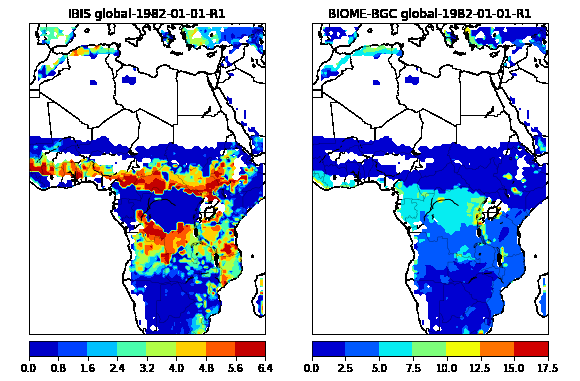 IBIS global-1982-01-01-R1
BIOME-BGC global-1982-01-01-R1
0.0 0.8 1.6 2.4 3.2 4.0 4.8 5.6 6.4
0.0 2.5 5.0 7.5 10.0 12.5 15.0 17.5